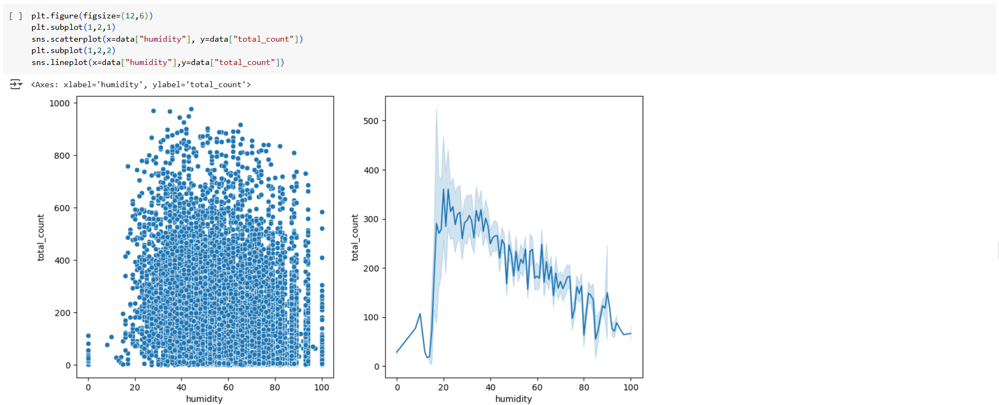 [ ] plt.figure(figsize=(12,6))
plt.subplot(1,2,1)
sns.scatterplot(x=data["humidity"], y=data["total_count"])
plt.subplot(1,2,2)
sns.lineplot(x=data["humidity"],y=data["total_count"])
<Axes: xlabel='humidity', ylabel='total_count'>
1000
800
600
400
200
0
total_count
0 20 40 60 80 100
humidity
500
400
300
200
100
0
total_count
0 20 40 60 80 100
humidity